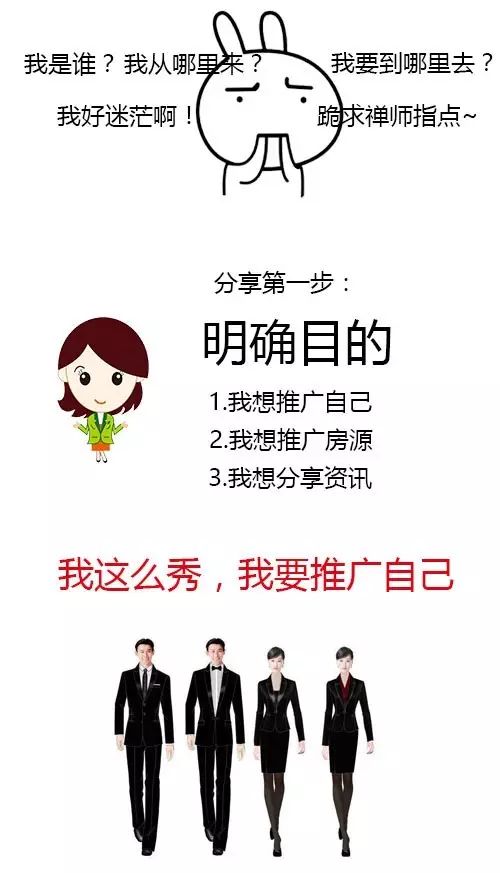 我是谁？我从哪里来？
我要到哪里去？
我好迷茫啊！
跪求禅师指点~
分享第一步：
明确目的
1.我想推广自己
2.我想推广房源
3.我想分享资讯
我这么秀，我要推广自己